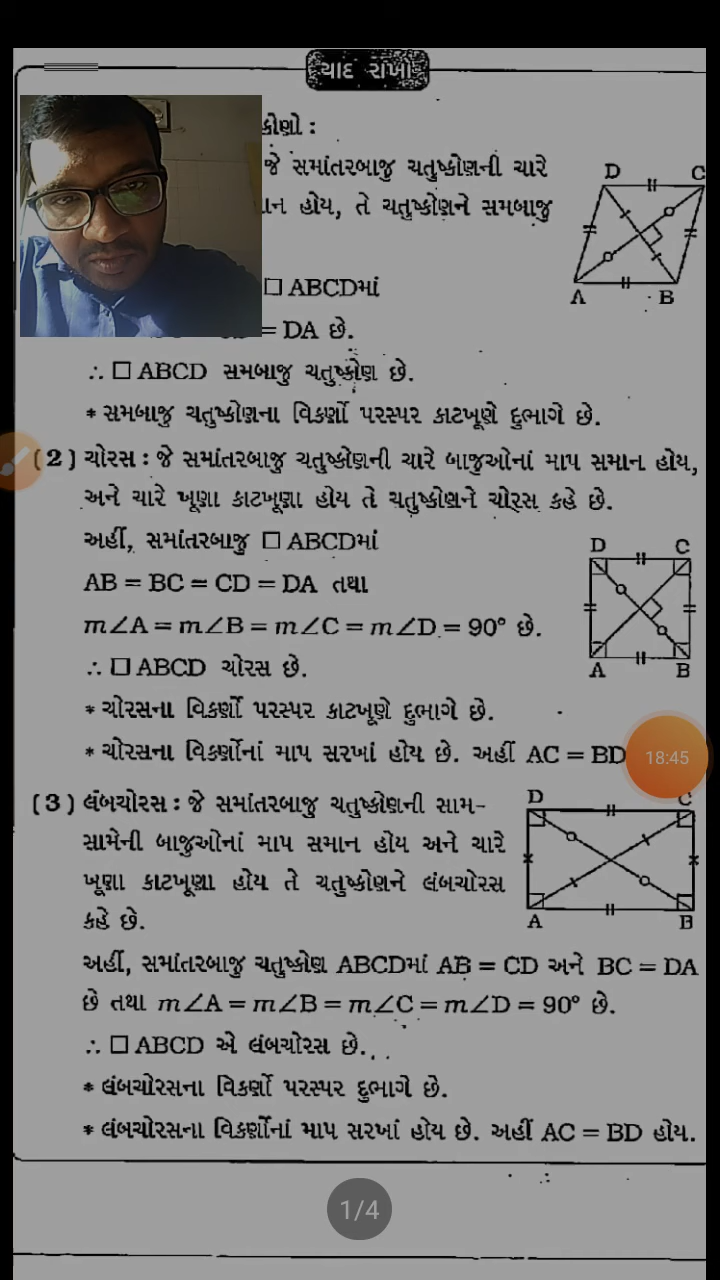 યાદ રાખો
કોણો :
જે સમાંતરબાજુ ચતુષ્કોણની ચારે
હોય, તે ચતુષ્કોણને સમબાજુ
D C
A B
□ ABCDમાં
= DA છે.
∴ □ ABCD સમબાજુ ચતુષ્કોણ છે.
* સમબાજુ ચતુષ્કોણના વિકર્ણો પરસ્પર કાટખૂણે દુભાગે છે.
(2) ચોરસ : જે સમાંતરબાજુ ચતુષ્કોણની ચારે બાજુઓનાં માપ સમાન હોય,
અને ચારે ખૂણા કાટખૂણા હોય તે ચતુષ્કોણને ચોરસ કહે છે.
અહીં, સમાંતરબાજુ □ ABCDમાં
D C
AB = BC = CD = DA તથા
m∠A = m∠B = m∠C = m∠D = 90° છે.
∴ □ ABCD ચોરસ છે.
A B
* ચોરસના વિકર્ણો પરસ્પર કાટખૂણે દુભાગે છે.
* ચોરસના વિકર્ણોનાં માપ સરખાં હોય છે. અહીં AC = BD
18:45
(3) લંબચોરસ : જે સમાંતરબાજુ ચતુષ્કોણની સામ-
D C
સામેની બાજુઓનાં માપ સમાન હોય અને ચારે
ખૂણા કાટખૂણા હોય તે ચતુષ્કોણને લંબચોરસ
કહે છે.
A B
અહીં, સમાંતરબાજુ ચતુષ્કોણ ABCDમાં AB = CD અને BC = DA
છે તથા m∠A = m∠B = m∠C = m∠D = 90° છે.
∴ □ ABCD એ લંબચોરસ છે.
* લંબચોરસના વિકર્ણો પરસ્પર દુભાગે છે.
* લંબચોરસના વિકર્ણોનાં માપ સરખાં હોય છે. અહીં AC = BD હોય.
1/4